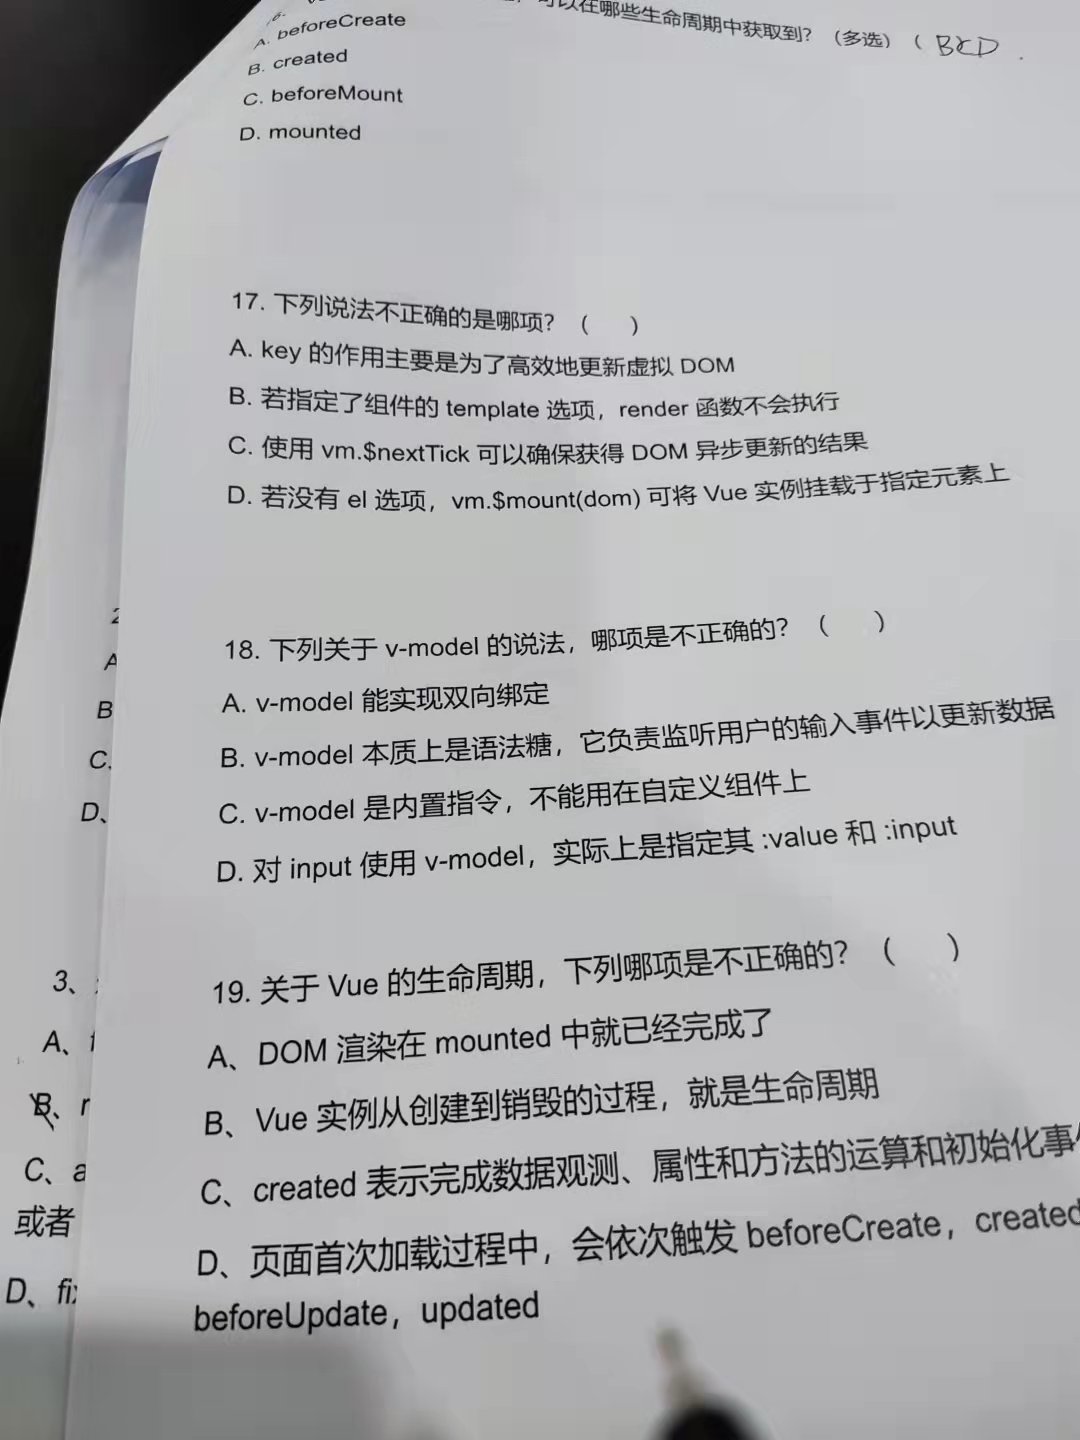 可以在哪些生命周期中获取到？（多选）（ BCD
A. beforeCreate
B. created
C. beforeMount
D. mounted
17. 下列说法不正确的是哪项？（ ）
A. key 的作用主要是为了高效地更新虚拟 DOM
B. 若指定了组件的 template 选项，render 函数不会执行
C. 使用 vm.$nextTick 可以确保获得 DOM 异步更新的结果
D. 若没有 el 选项，vm.$mount(dom) 可将 Vue 实例挂载于指定元素上
18. 下列关于 v-model 的说法，哪项是不正确的？（ ）
A. v-model 能实现双向绑定
B. v-model 本质上是语法糖，它负责监听用户的输入事件以更新数据
C. v-model 是内置指令，不能用在自定义组件上
D. 对 input 使用 v-model，实际上是指定其 :value 和 :input
19. 关于 Vue 的生命周期，下列哪项是不正确的？（ ）
A、DOM 渲染在 mounted 中就已经完成了
B、Vue 实例从创建到销毁的过程，就是生命周期
C、created 表示完成数据观测、属性和方法的运算和初始化事
D、页面首次加载过程中，会依次触发 beforeCreate，created
beforeUpdate，updated
2
A
B
C.
D、
3、
A、
B、r
C、a
或者
D、fi